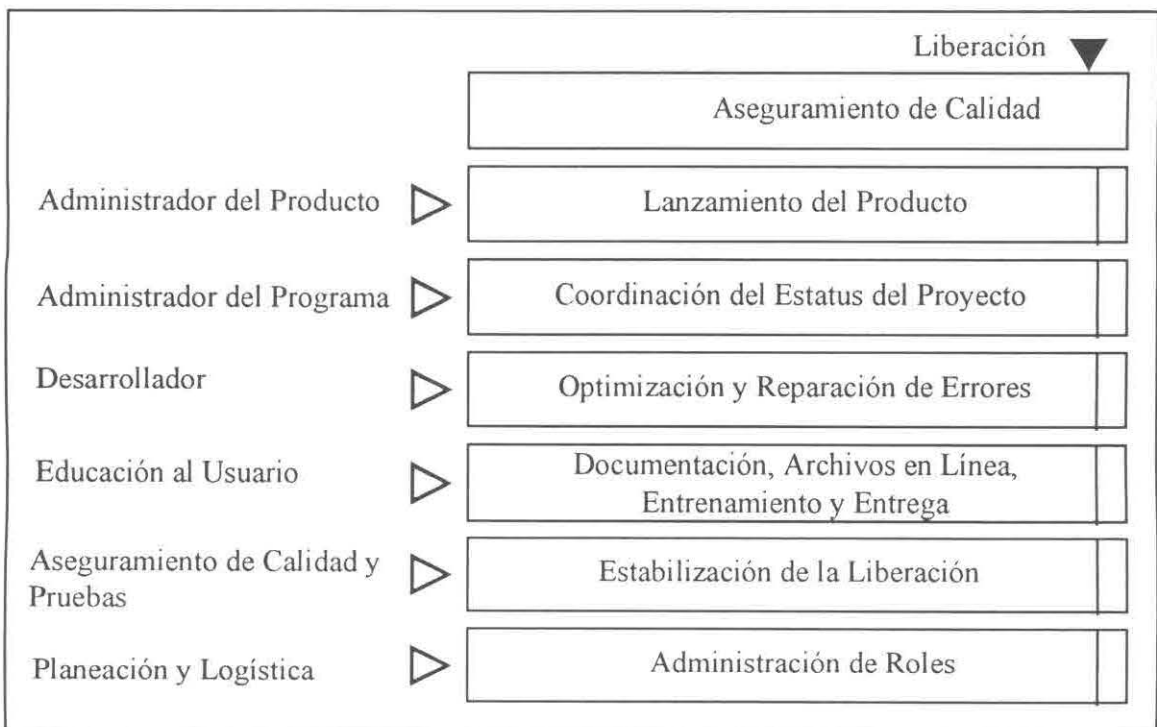 Liberación
Aseguramiento de Calidad
Administrador del Producto
Lanzamiento del Producto
Administrador del Programa
Coordinación del Estatus del Proyecto
Desarrollador
Optimización y Reparación de Errores
Educación al Usuario
Documentación, Archivos en Línea,
Entrenamiento y Entrega
Aseguramiento de Calidad y
Pruebas
Estabilización de la Liberación
Planeación y Logística
Administración de Roles